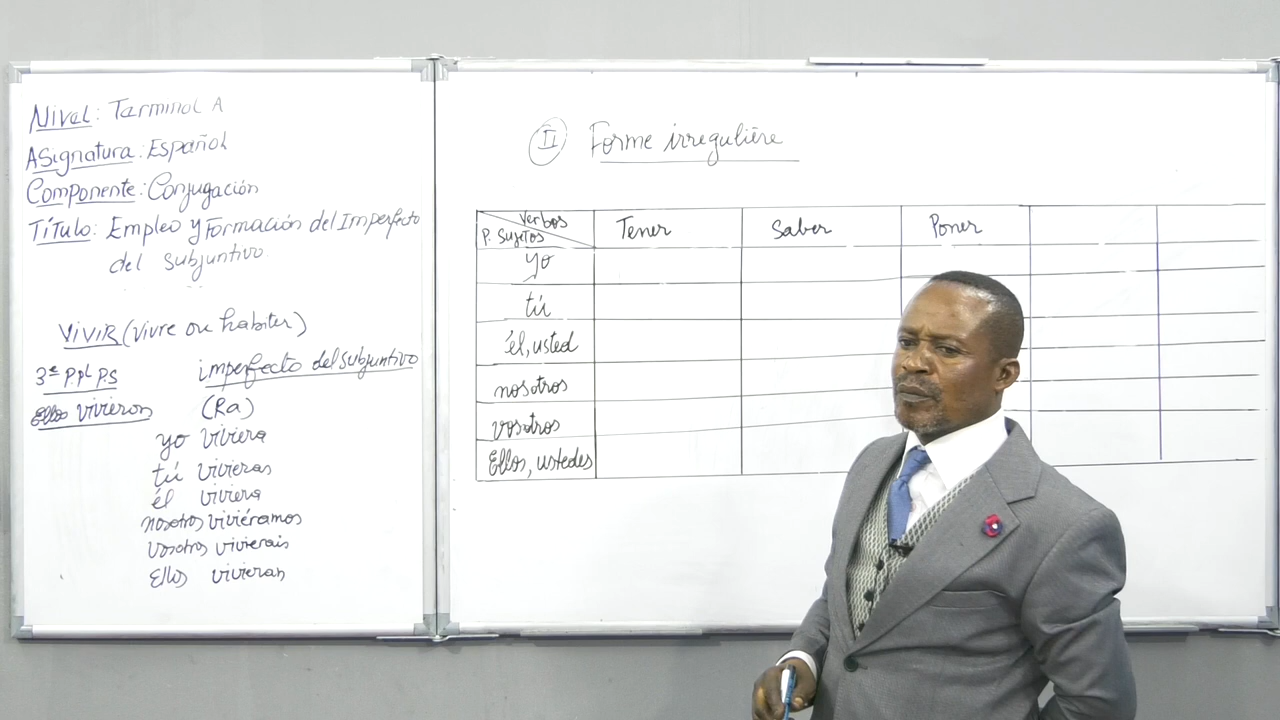 Nivel: Terminal A
Asignatura: Español
Componente: Conjugación
Título: Empleo y Formación del Imperfecto
del subjuntivo.
VIVIR (vivre ou habiter)
3e P.pl P.S
imperfecto del subjuntivo
Ellos vivieron
(Ra)
yo viviera
tú vivieras
él viviera
nosotros viviéramos
vosotros vivierais
Ellos vivieran
II Forme irregulière
Verbos
P. Sujetos
Tener Saber Poner
yo
tú
él, usted
nosotros
vosotros
Ellos, ustedes